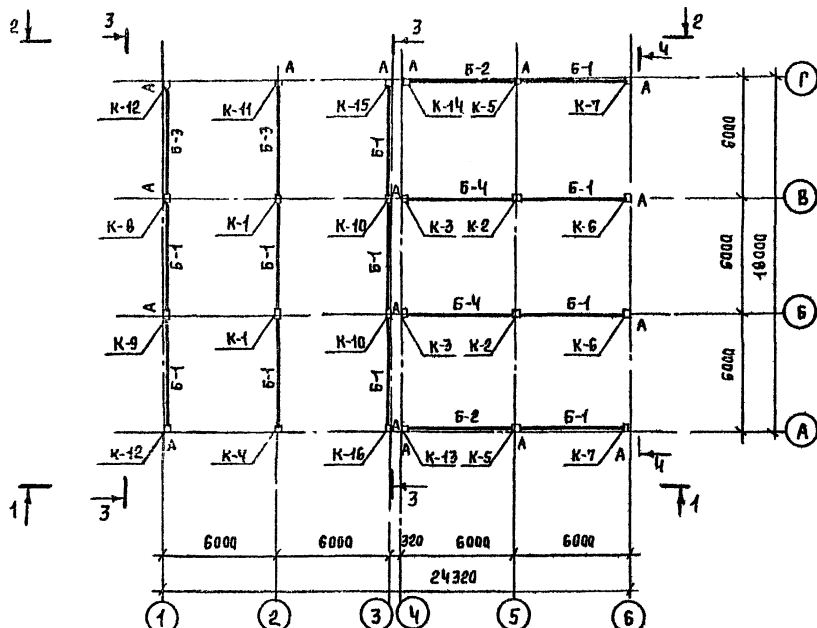 2 3 3 2
4
А А А Б-2 А Б-1 Г
А А
К-12 К-11 К-15 К-14 К-5 К-7
Б-3 Б-3 Б-1 6000
А А Б-4 Б-1 А В
К-8 К-1 К-10 К-3 К-2 К-6
Б-1 Б-1 Б-1 6000 18000
А А Б-4 Б-1 А Б
К-9 К-1 К-10 К-3 К-2 К-6
Б-1 Б-1 Б-1 6000
А Б-2 Б-1 А
А А А А
К-12 К-4 К-16 К-13 К-5 К-7
4
1 3 3 1
6000 6000 320 6000 6000
24320
1 2 3 4 5 6